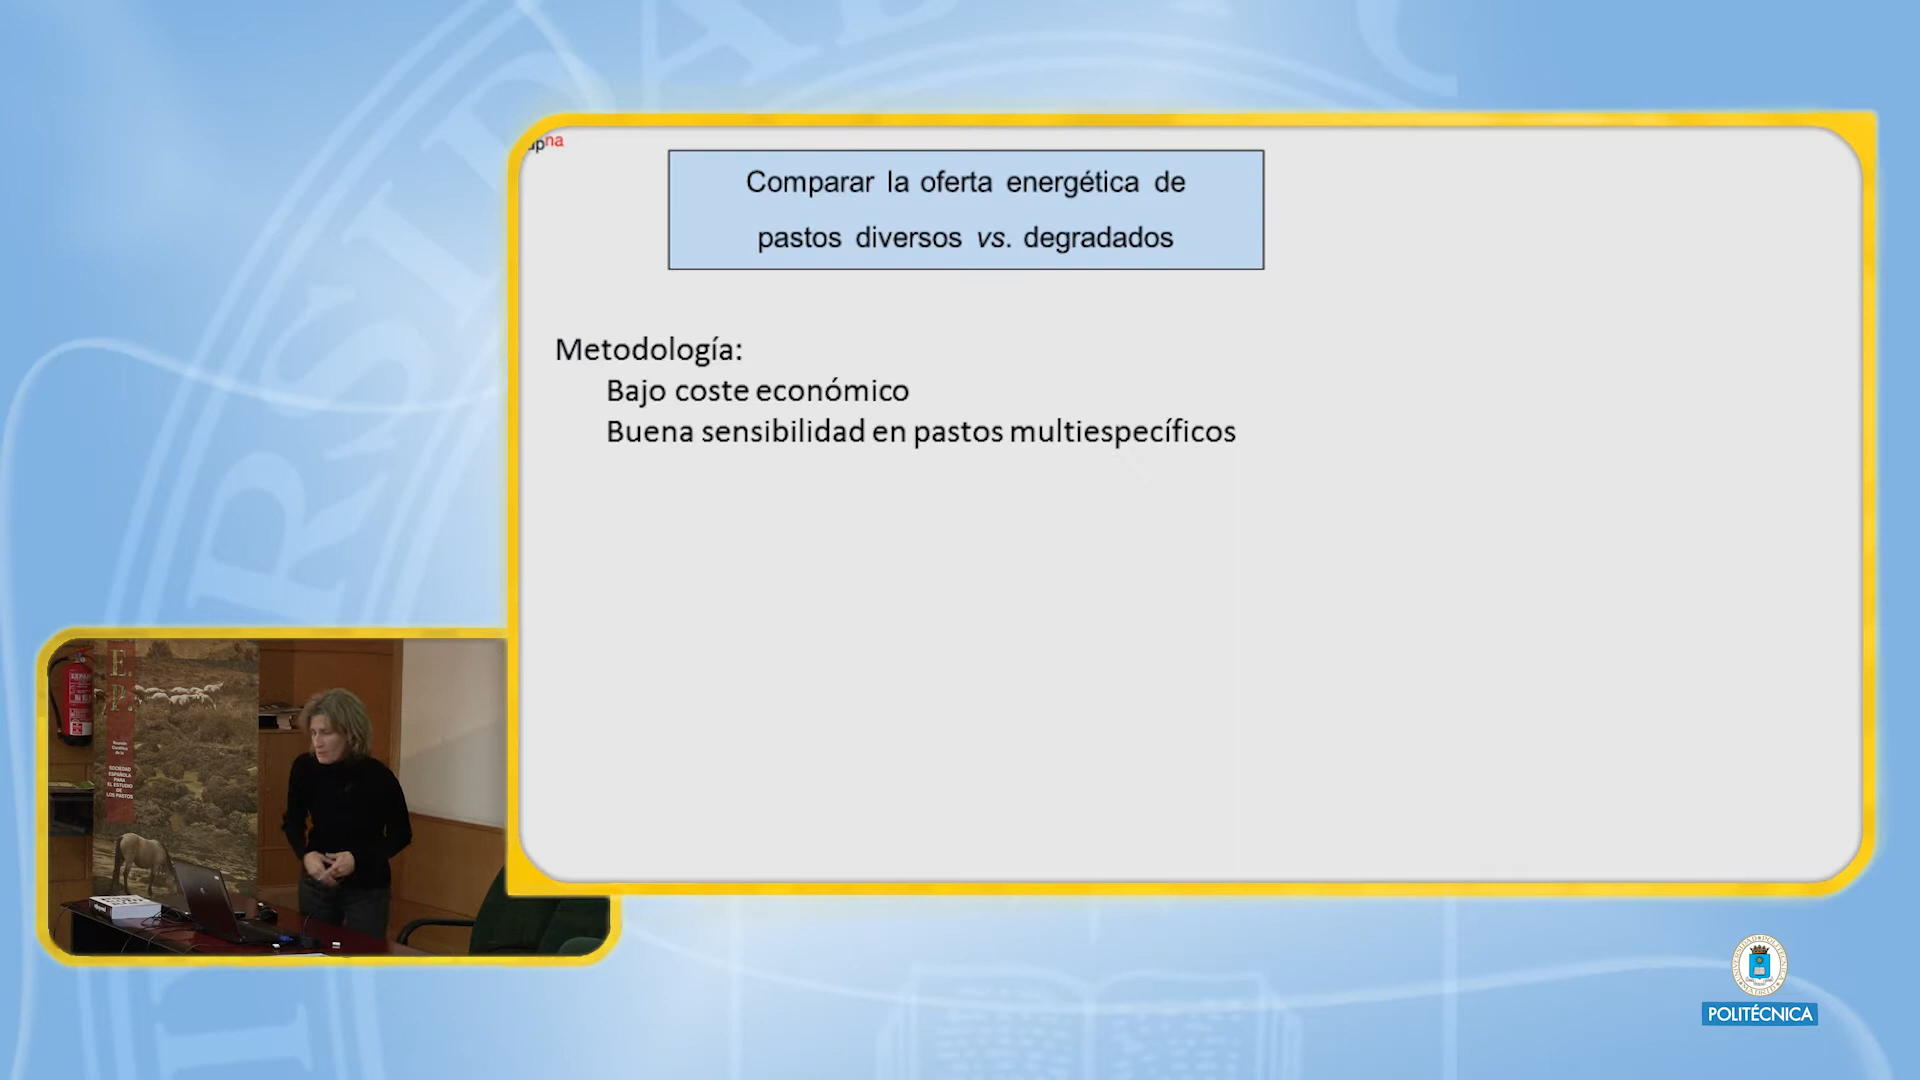 upna
Comparar la oferta energética de
pastos diversos vs. degradados
Metodología:
Bajo coste económico
Buena sensibilidad en pastos multiespecíficos
E.
P.
SOCIEDAD
ESPAÑOLA
PARA
EL ESTUDIO
DE
LOS PASTOS
POLITÉCNICA